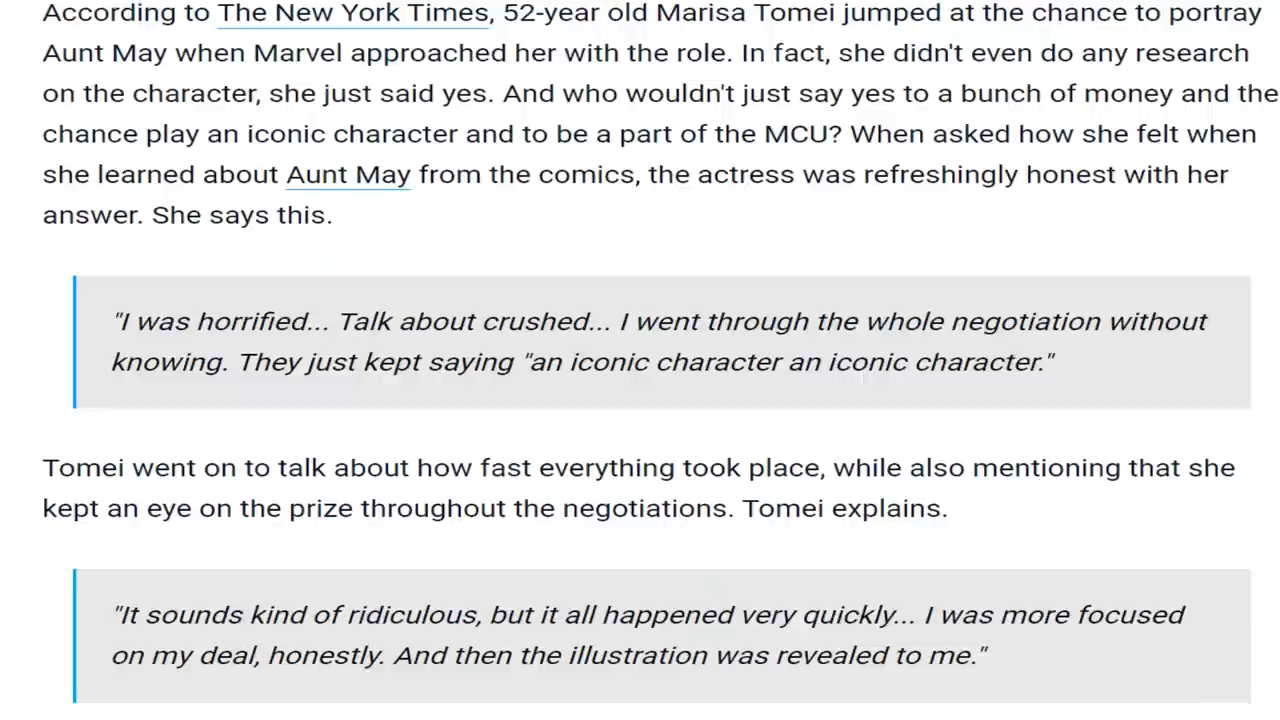 According to The New York Times, 52-year old Marisa Tomei jumped at the chance to portray
Aunt May when Marvel approached her with the role. In fact, she didn't even do any research
on the character, she just said yes. And who wouldn't just say yes to a bunch of money and the
chance play an iconic character and to be a part of the MCU? When asked how she felt when
she learned about Aunt May from the comics, the actress was refreshingly honest with her
answer. She says this.
"I was horrified... Talk about crushed... I went through the whole negotiation without
knowing. They just kept saying "an iconic character an iconic character."
Tomei went on to talk about how fast everything took place, while also mentioning that she
kept an eye on the prize throughout the negotiations. Tomei explains.
"It sounds kind of ridiculous, but it all happened very quickly... I was more focused
on my deal, honestly. And then the illustration was revealed to me."